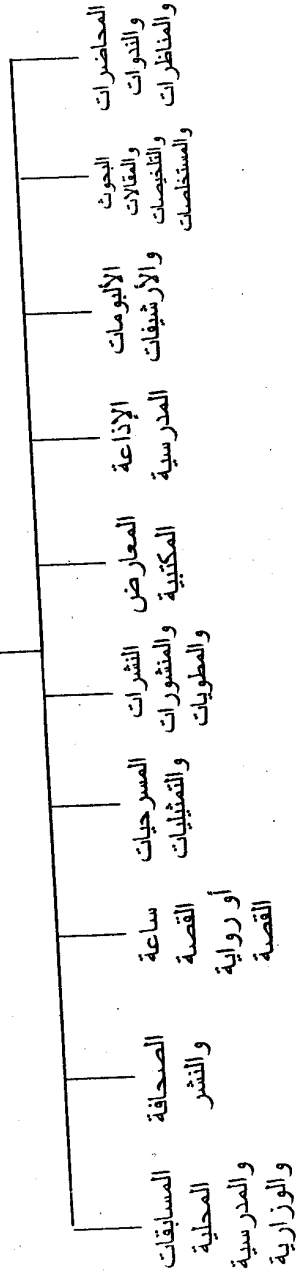 المحاضرات
والندوات
والمناظرات
البحوث
والمقالات
والتلخيصات
والمستخلصات
الألبومات
والأرشيفات
الإذاعة
المدرسية
المعارض
المكتبية
النشرات
والمنشورات
والمطويات
المسرحيات
والتمثيليات
ساعة
القصة
أو رواية
القصة
الصحافة
والنشر
المسابقات
المحلية
والمدرسية
والوزارية